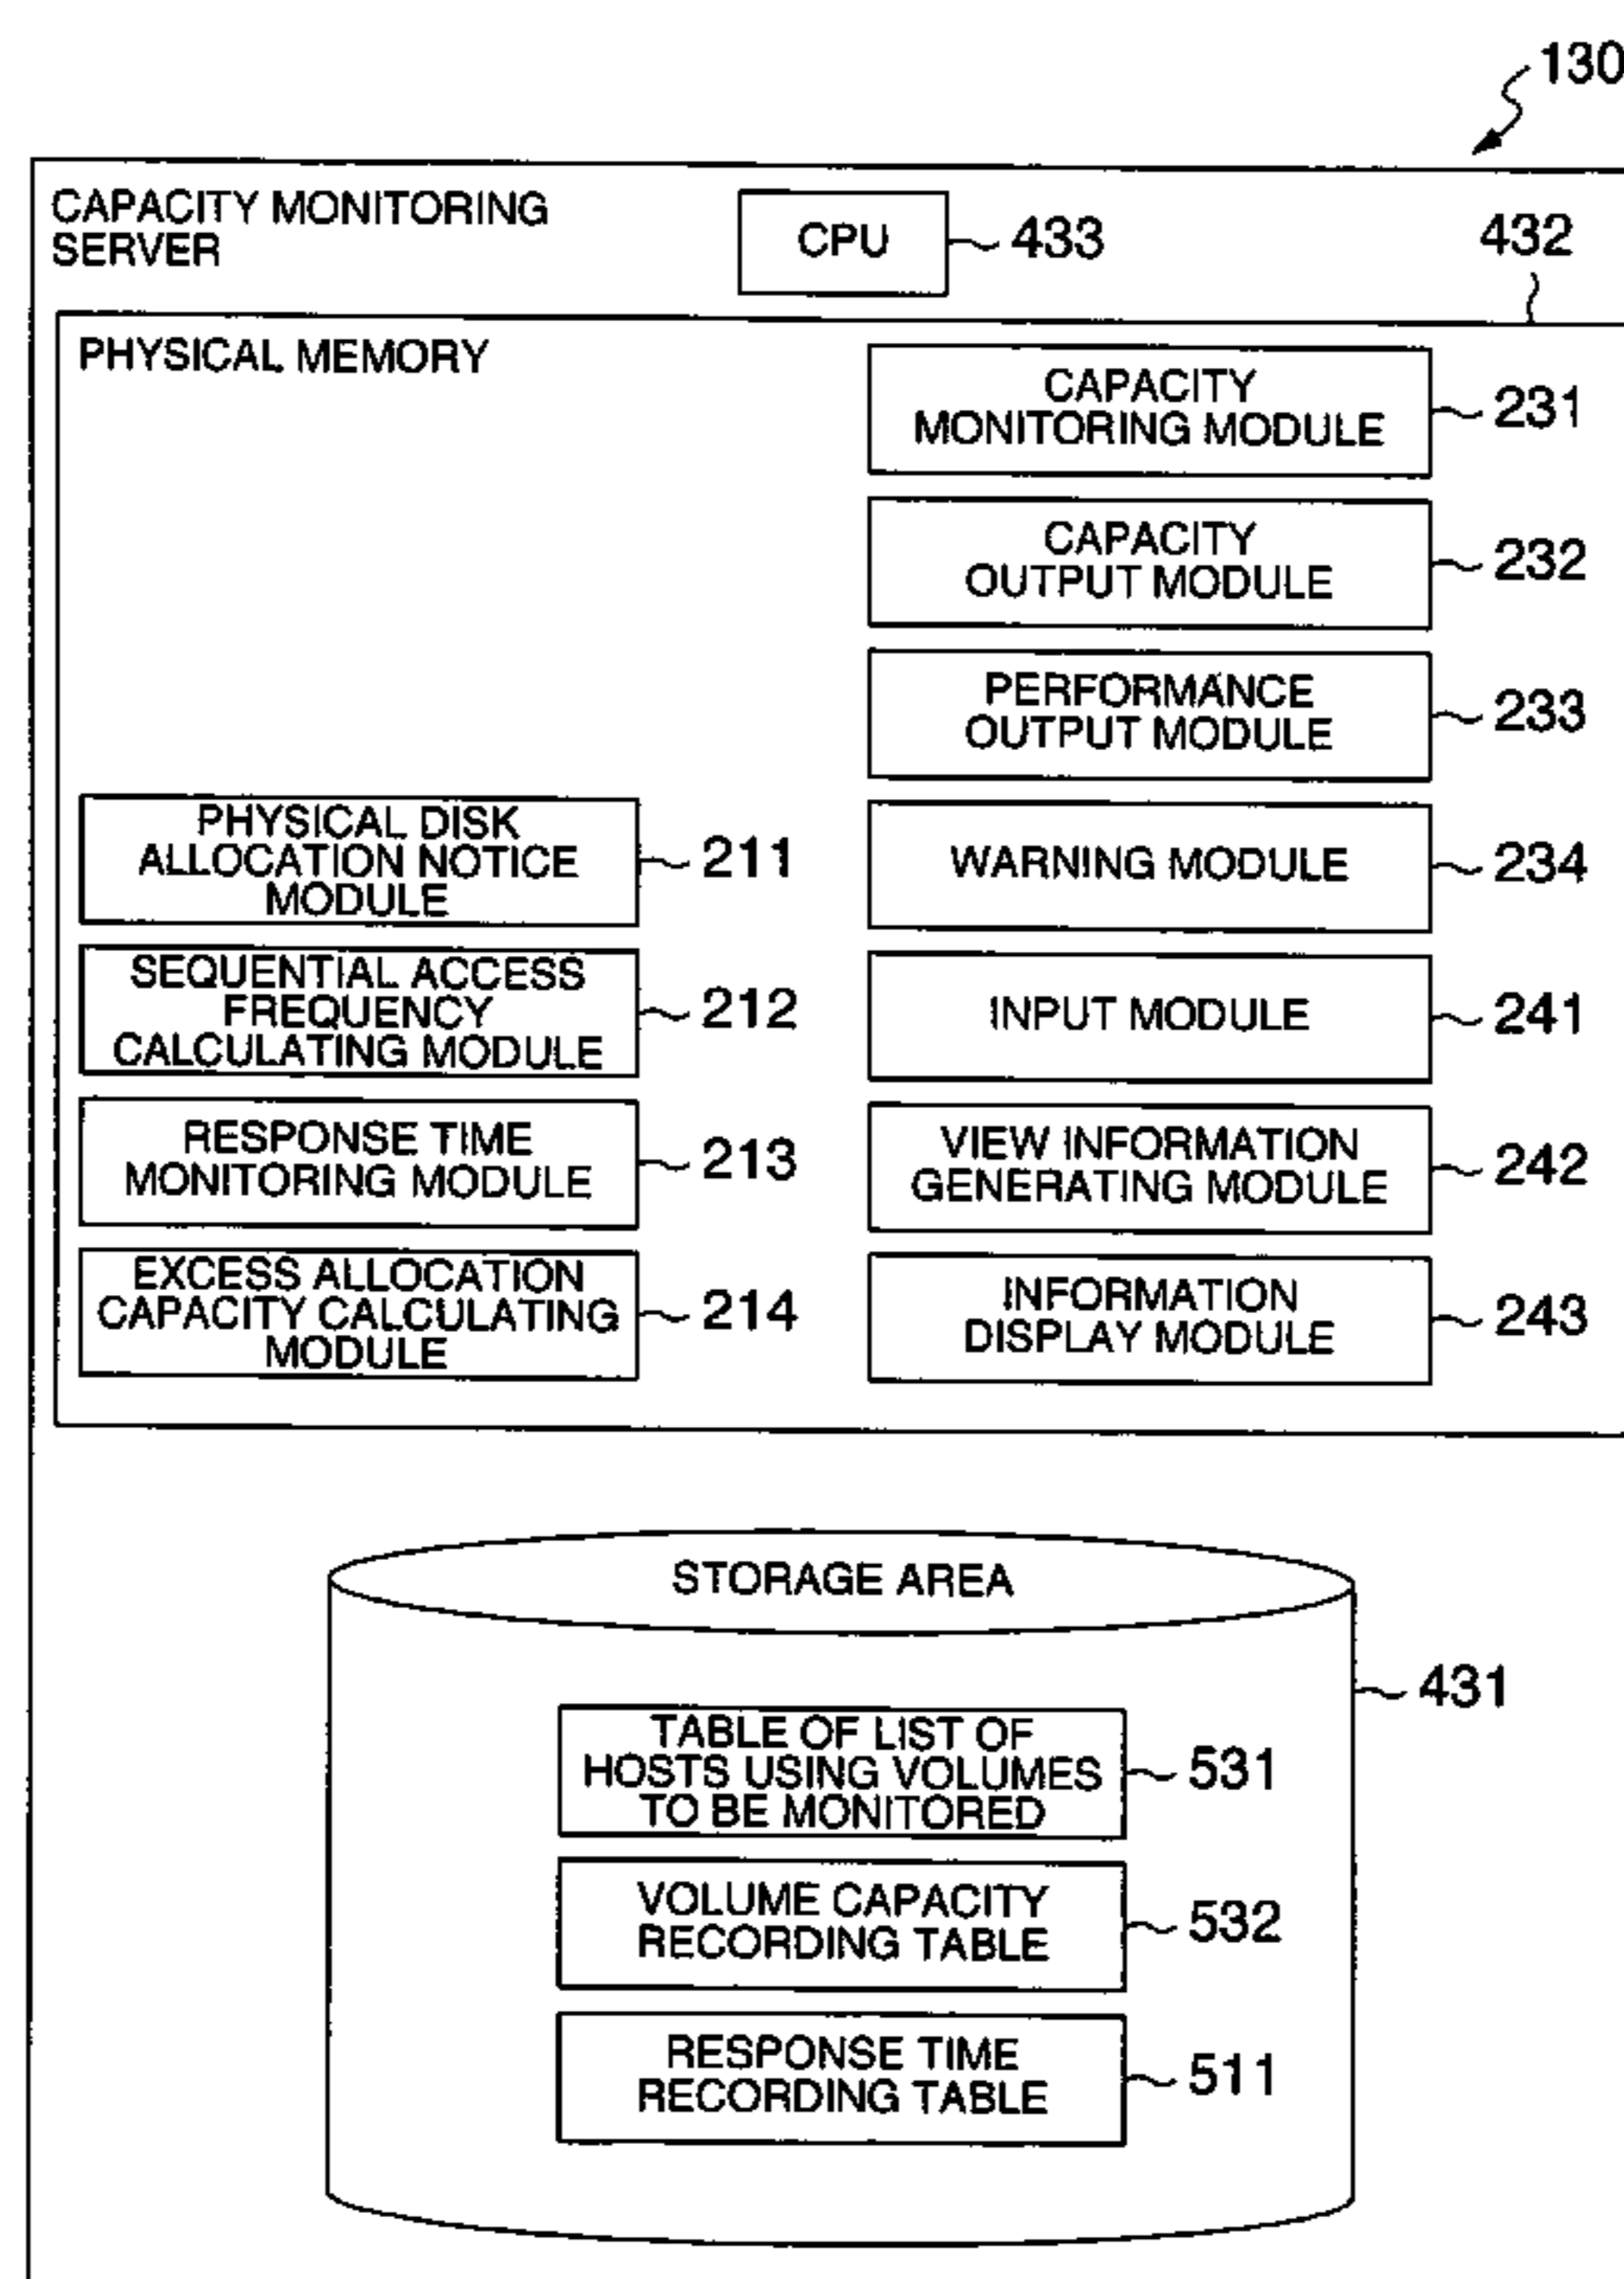 130
CAPACITY MONITORING
SERVER
CPU
433
432
PHYSICAL MEMORY
CAPACITY
MONITORING MODULE
231
CAPACITY
OUTPUT MODULE
232
PERFORMANCE
OUTPUT MODULE
233
PHYSICAL DISK
ALLOCATION NOTICE
MODULE
211
WARNING MODULE
234
SEQUENTIAL ACCESS
FREQUENCY
CALCULATING MODULE
212
INPUT MODULE
241
RESPONSE TIME
MONITORING MODULE
213
VIEW INFORMATION
GENERATING MODULE
242
EXCESS ALLOCATION
CAPACITY CALCULATING
MODULE
214
INFORMATION
DISPLAY MODULE
243
STORAGE AREA
431
TABLE OF LIST OF
HOSTS USING VOLUMES
TO BE MONITORED
531
VOLUME CAPACITY
RECORDING TABLE
532
RESPONSE TIME
RECORDING TABLE
511